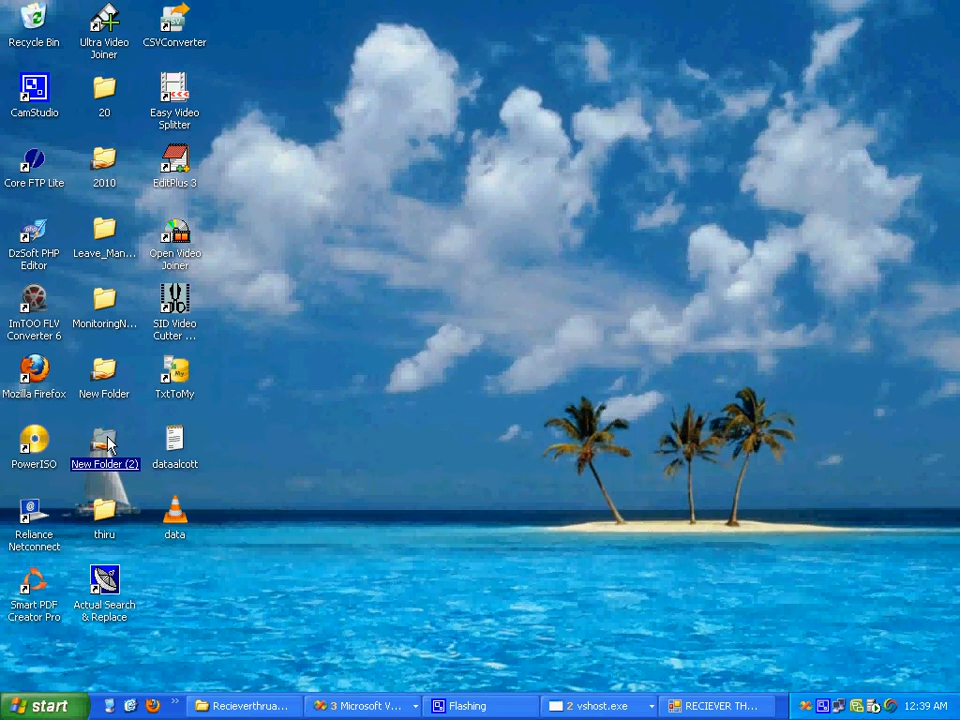 Recycle Bin
Ultra Video
Joiner
CSVConverter
CamStudio
20
Easy Video
Splitter
Core FTP Lite
2010
EditPlus 3
DzSoft PHP
Editor
Leave_Man...
Open Video
Joiner
ImTOO FLV
Converter 6
MonitoringN...
SID Video
Cutter ...
Mozilla Firefox
New Folder
TxtToMy
PowerISO
New Folder (2)
dataalcott
Reliance
Netconnect
thiru
data
Smart PDF
Creator Pro
Actual Search
& Replace
start
Recieverthrua...
3 Microsoft V...
Flashing
2 vshost.exe
RECIEVER TH...
12:39 AM